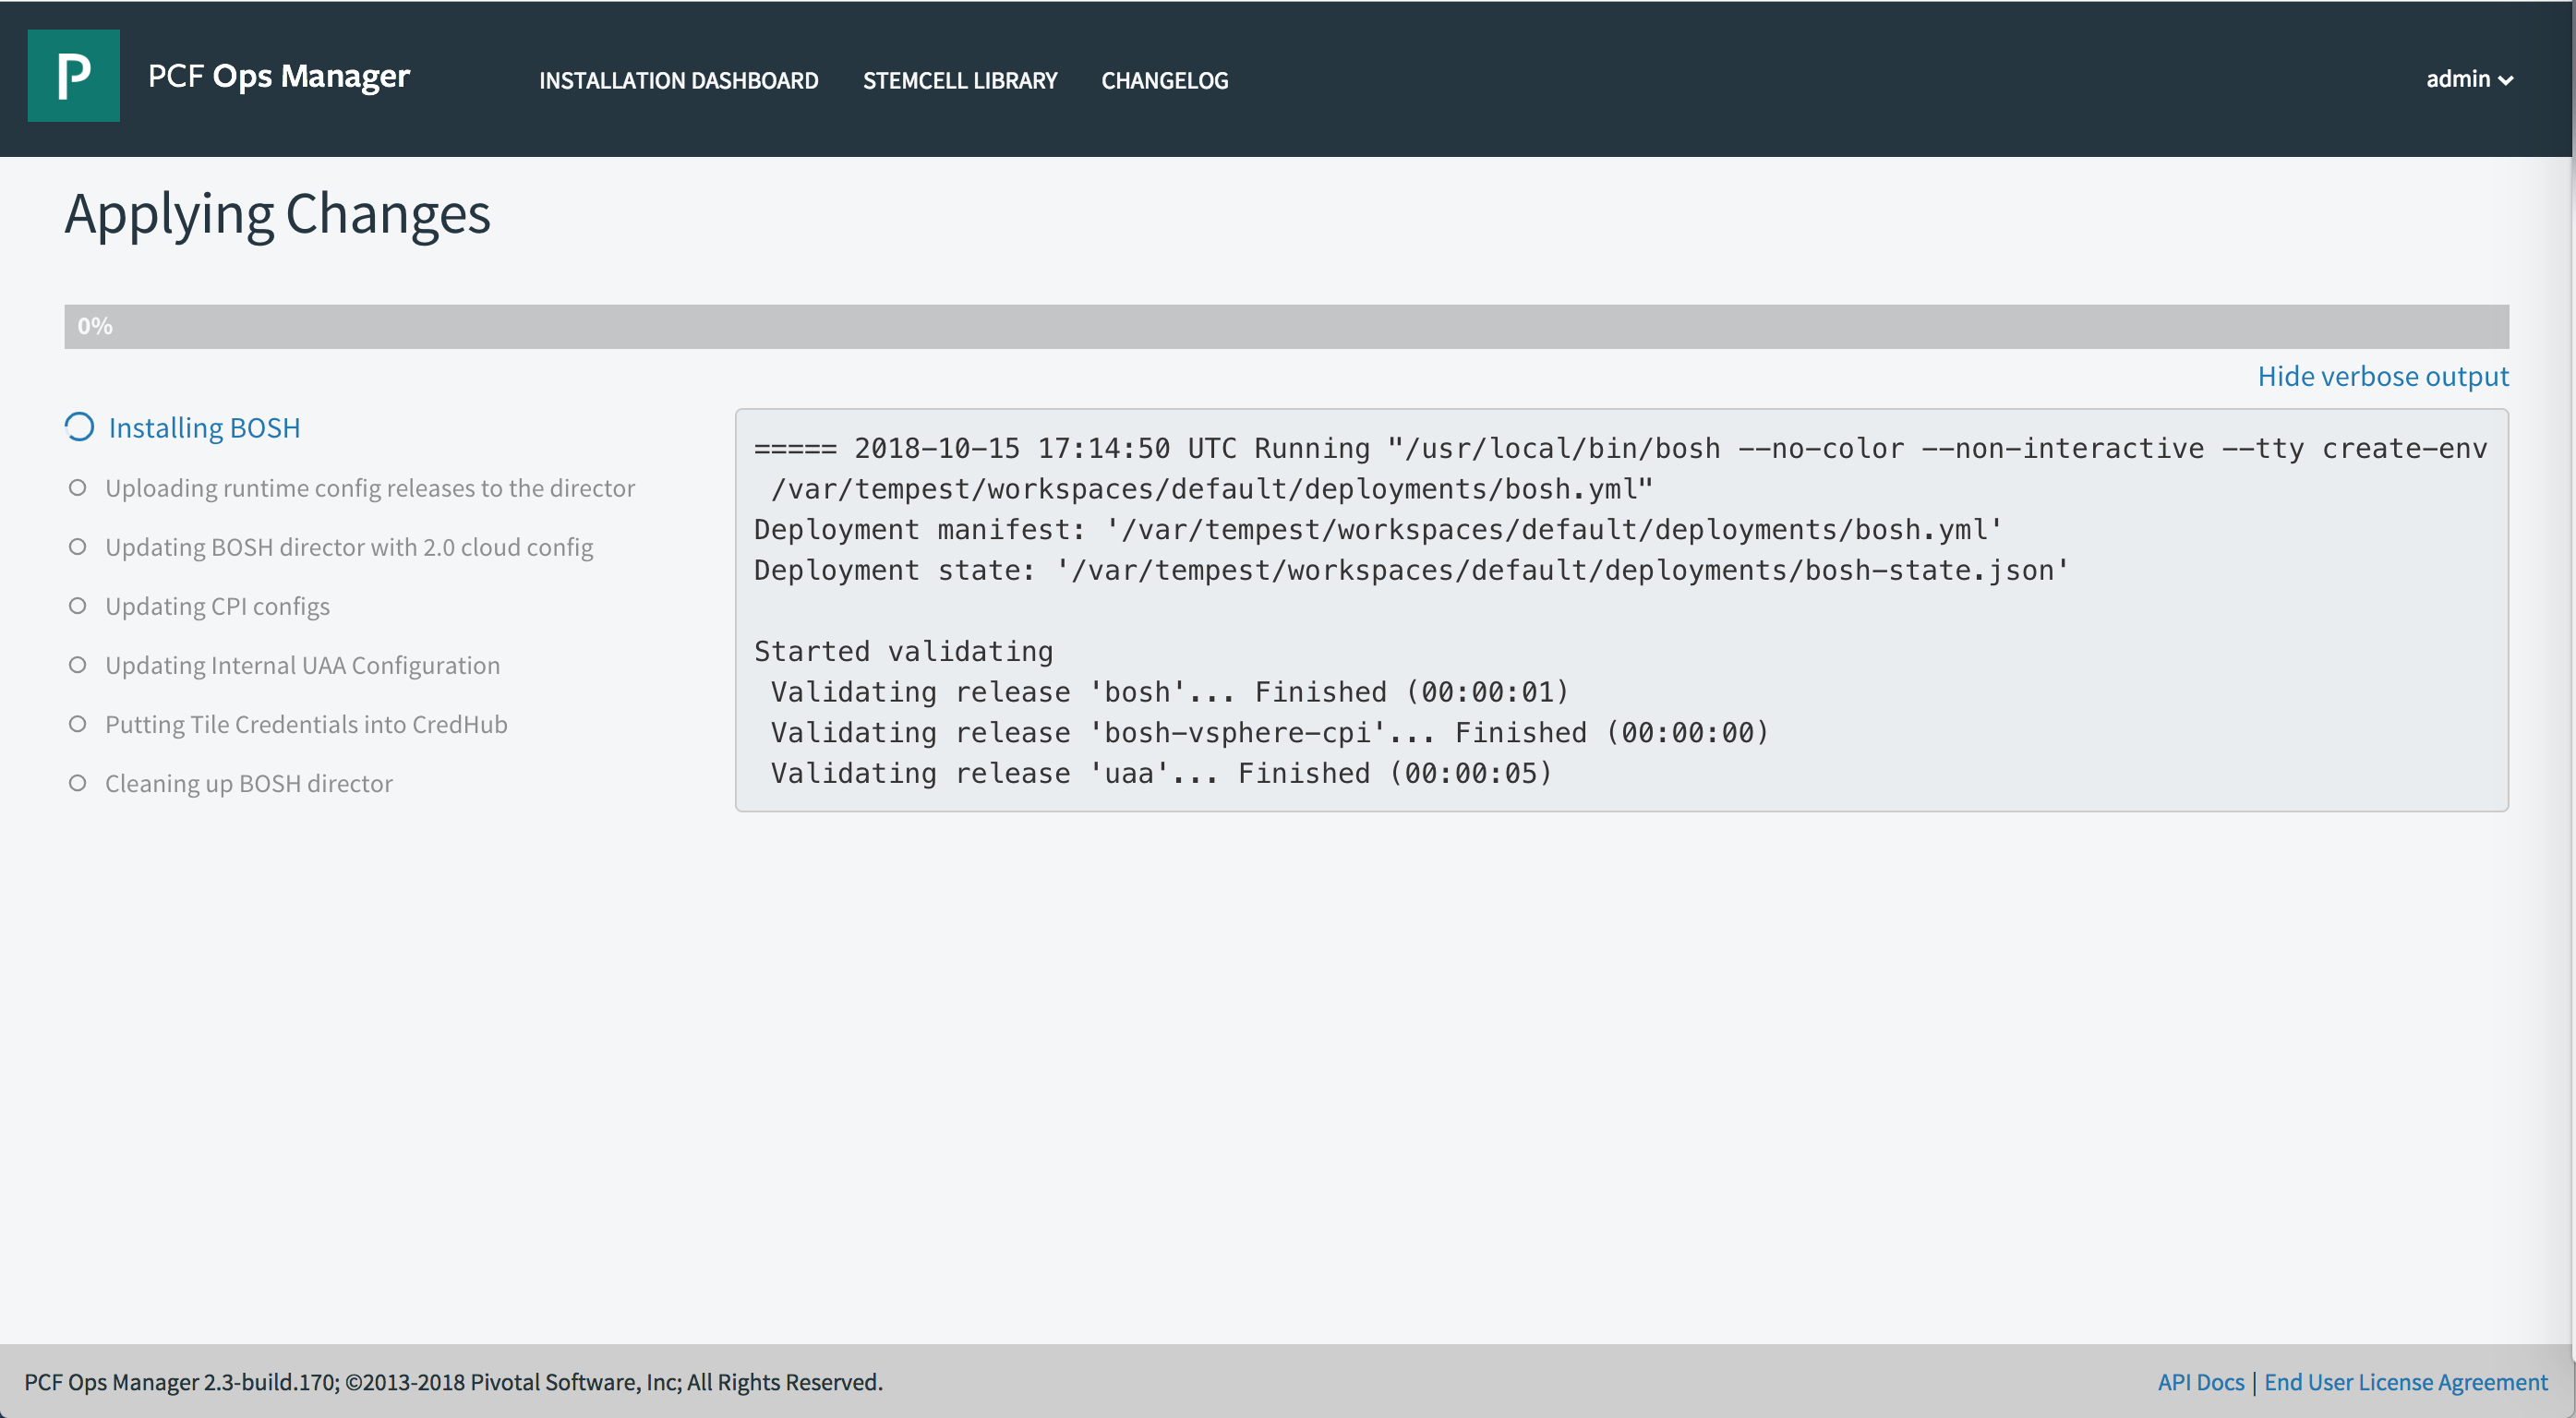 P
PCF Ops Manager
INSTALLATION DASHBOARD STEMCELL LIBRARY CHANGELOG
admin
Applying Changes
0%
Hide verbose output
Installing BOSH
Uploading runtime config releases to the director
Updating BOSH director with 2.0 cloud config
Updating CPI configs
Updating Internal UAA Configuration
Putting Tile Credentials into CredHub
Cleaning up BOSH director
===== 2018-10-15 17:14:50 UTC Running "/usr/local/bin/bosh --no-color --non-interactive --tty create-env
/var/tempest/workspaces/default/deployments/bosh.yml"
Deployment manifest: '/var/tempest/workspaces/default/deployments/bosh.yml'
Deployment state: '/var/tempest/workspaces/default/deployments/bosh-state.json'
Started validating
Validating release 'bosh'... Finished (00:00:01)
Validating release 'bosh-vsphere-cpi'... Finished (00:00:00)
Validating release 'uaa'... Finished (00:00:05)
PCF Ops Manager 2.3-build.170; ©2013-2018 Pivotal Software, Inc; All Rights Reserved.
API Docs | End User License Agreement